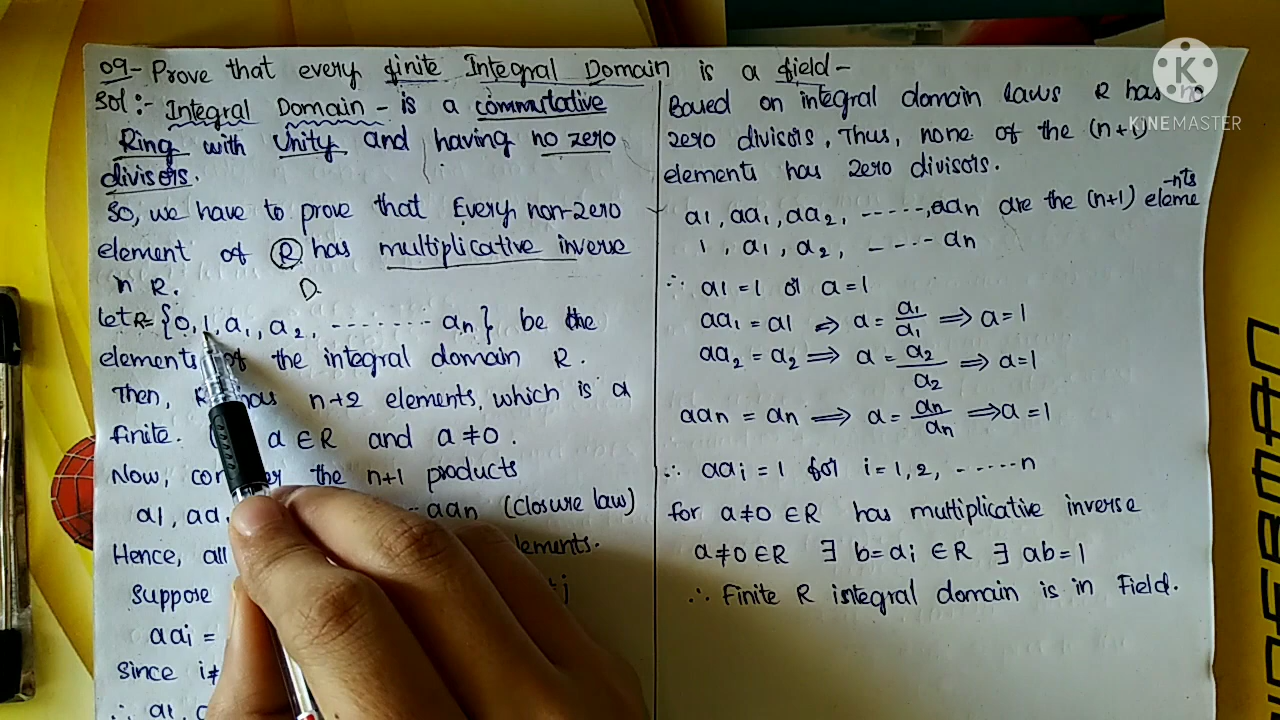 09- Prove that every finite Integral Domain is a field-
Sol :- Integral Domain - is a commutative
Ring with Unity and having no zero
divisors.
So, we have to prove that Every non-zero
element of R has multiplicative inverse
in R. D
let R = {0, 1, a1, a2, ------- an} be the
elements of the integral domain R.
Then, R has n+2 elements, which is a
finite. a ∈ R and a ≠ 0.
Now, the n+1 products
a1, aa aan (closure law)
Hence, all elements.
Suppose j
aai =
Since i≠
∴ a1,
Based on integral domain laws R has no
zero divisors, Thus, none of the (n+1)
elements has zero divisors.
a1, aa1, aa2, ------, aan are the (n+1) eleme-nts
1, a1, a2, ---- an
∴ a1 = 1 or a = 1
aa1 = a1 ⇒ a = a1/a1 ⇒ a = 1
aa2 = a2 ⇒ a = a2/a2 ⇒ a = 1
aan = an ⇒ a = an/an ⇒ a = 1
∴ aai = 1 for i = 1, 2, ------ n
for a ≠ 0 ∈ R has multiplicative inverse
a ≠ 0 ∈ R ∃ b = ai ∈ R ∃ ab = 1
∴ Finite R integral domain is in Field.
K
KINEMASTER